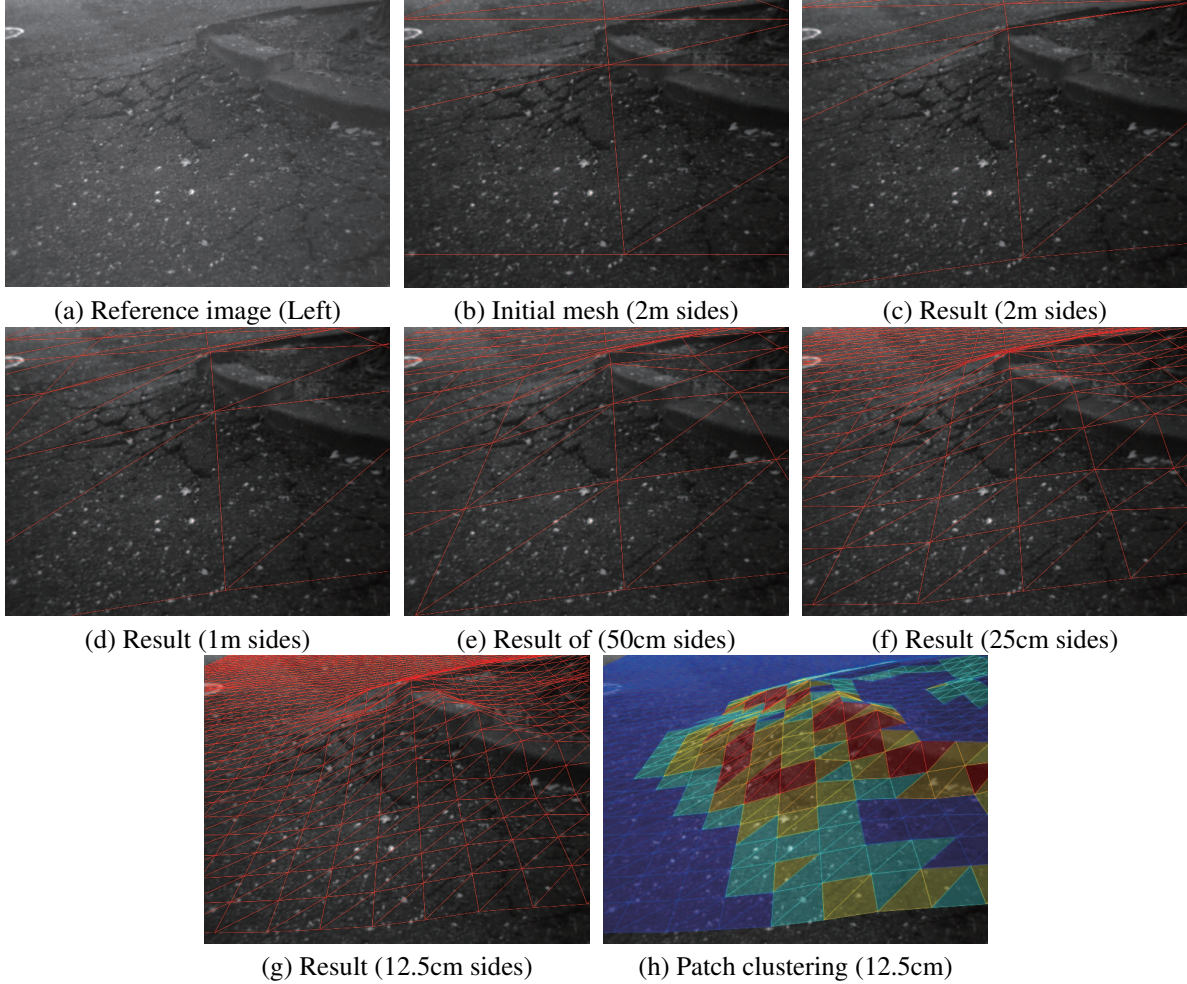 (a) Reference image (Left)
(b) Initial mesh (2m sides)
(c) Result (2m sides)
(d) Result (1m sides)
(e) Result of (50cm sides)
(f) Result (25cm sides)
(g) Result (12.5cm sides)
(h) Patch clustering (12.5cm)